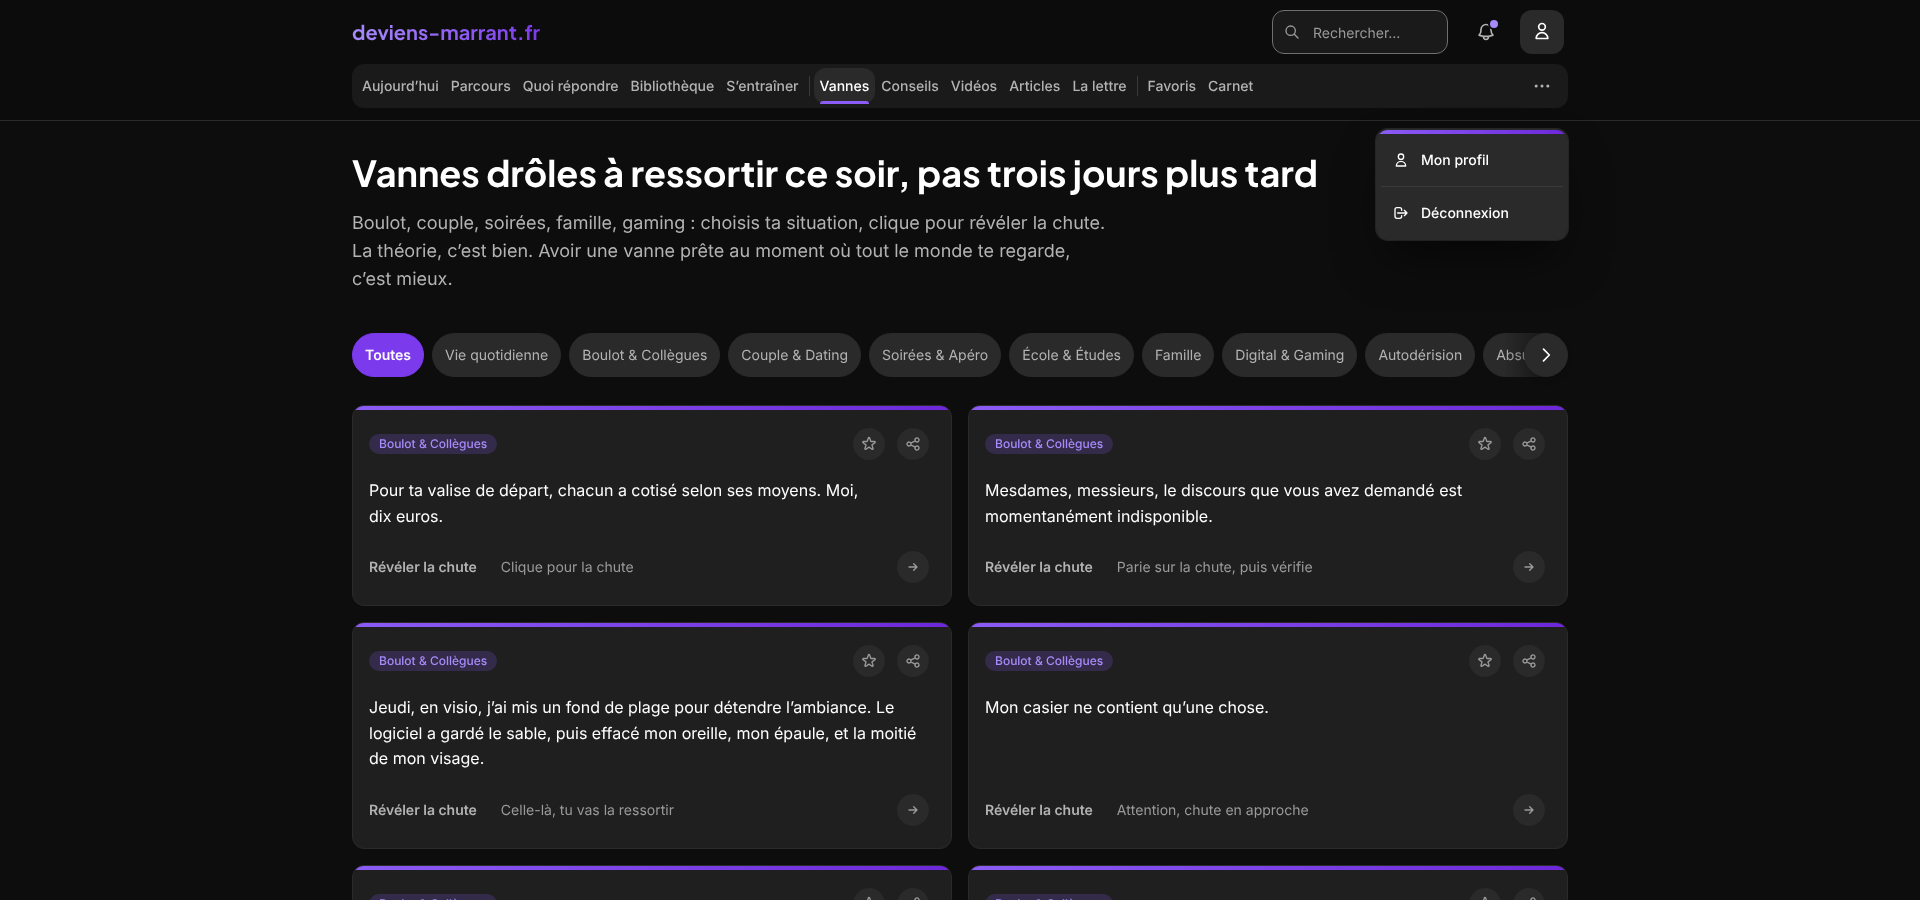 deviens-marrant.fr
Rechercher...
Aujourd’hui Parcours Quoi répondre Bibliothèque S’entraîner Vannes Conseils Vidéos Articles La lettre Favoris Carnet
Mon profil
Déconnexion
Vannes drôles à ressortir ce soir, pas trois jours plus tard
Boulot, couple, soirées, famille, gaming : choisis ta situation, clique pour révéler la chute.
La théorie, c’est bien. Avoir une vanne prête au moment où tout le monde te regarde,
c’est mieux.
Toutes Vie quotidienne Boulot & Collègues Couple & Dating Soirées & Apéro École & Études Famille Digital & Gaming Autodérision
Boulot & Collègues
Pour ta valise de départ, chacun a cotisé selon ses moyens. Moi,
dix euros.
Révéler la chute Clique pour la chute
Boulot & Collègues
Mesdames, messieurs, le discours que vous avez demandé est
momentanément indisponible.
Révéler la chute Parie sur la chute, puis vérifie
Boulot & Collègues
Jeudi, en visio, j’ai mis un fond de plage pour détendre l’ambiance. Le
logiciel a gardé le sable, puis effacé mon oreille, mon épaule, et la moitié
de mon visage.
Révéler la chute Celle-là, tu vas la ressortir
Boulot & Collègues
Mon casier ne contient qu’une chose.
Révéler la chute Attention, chute en approche